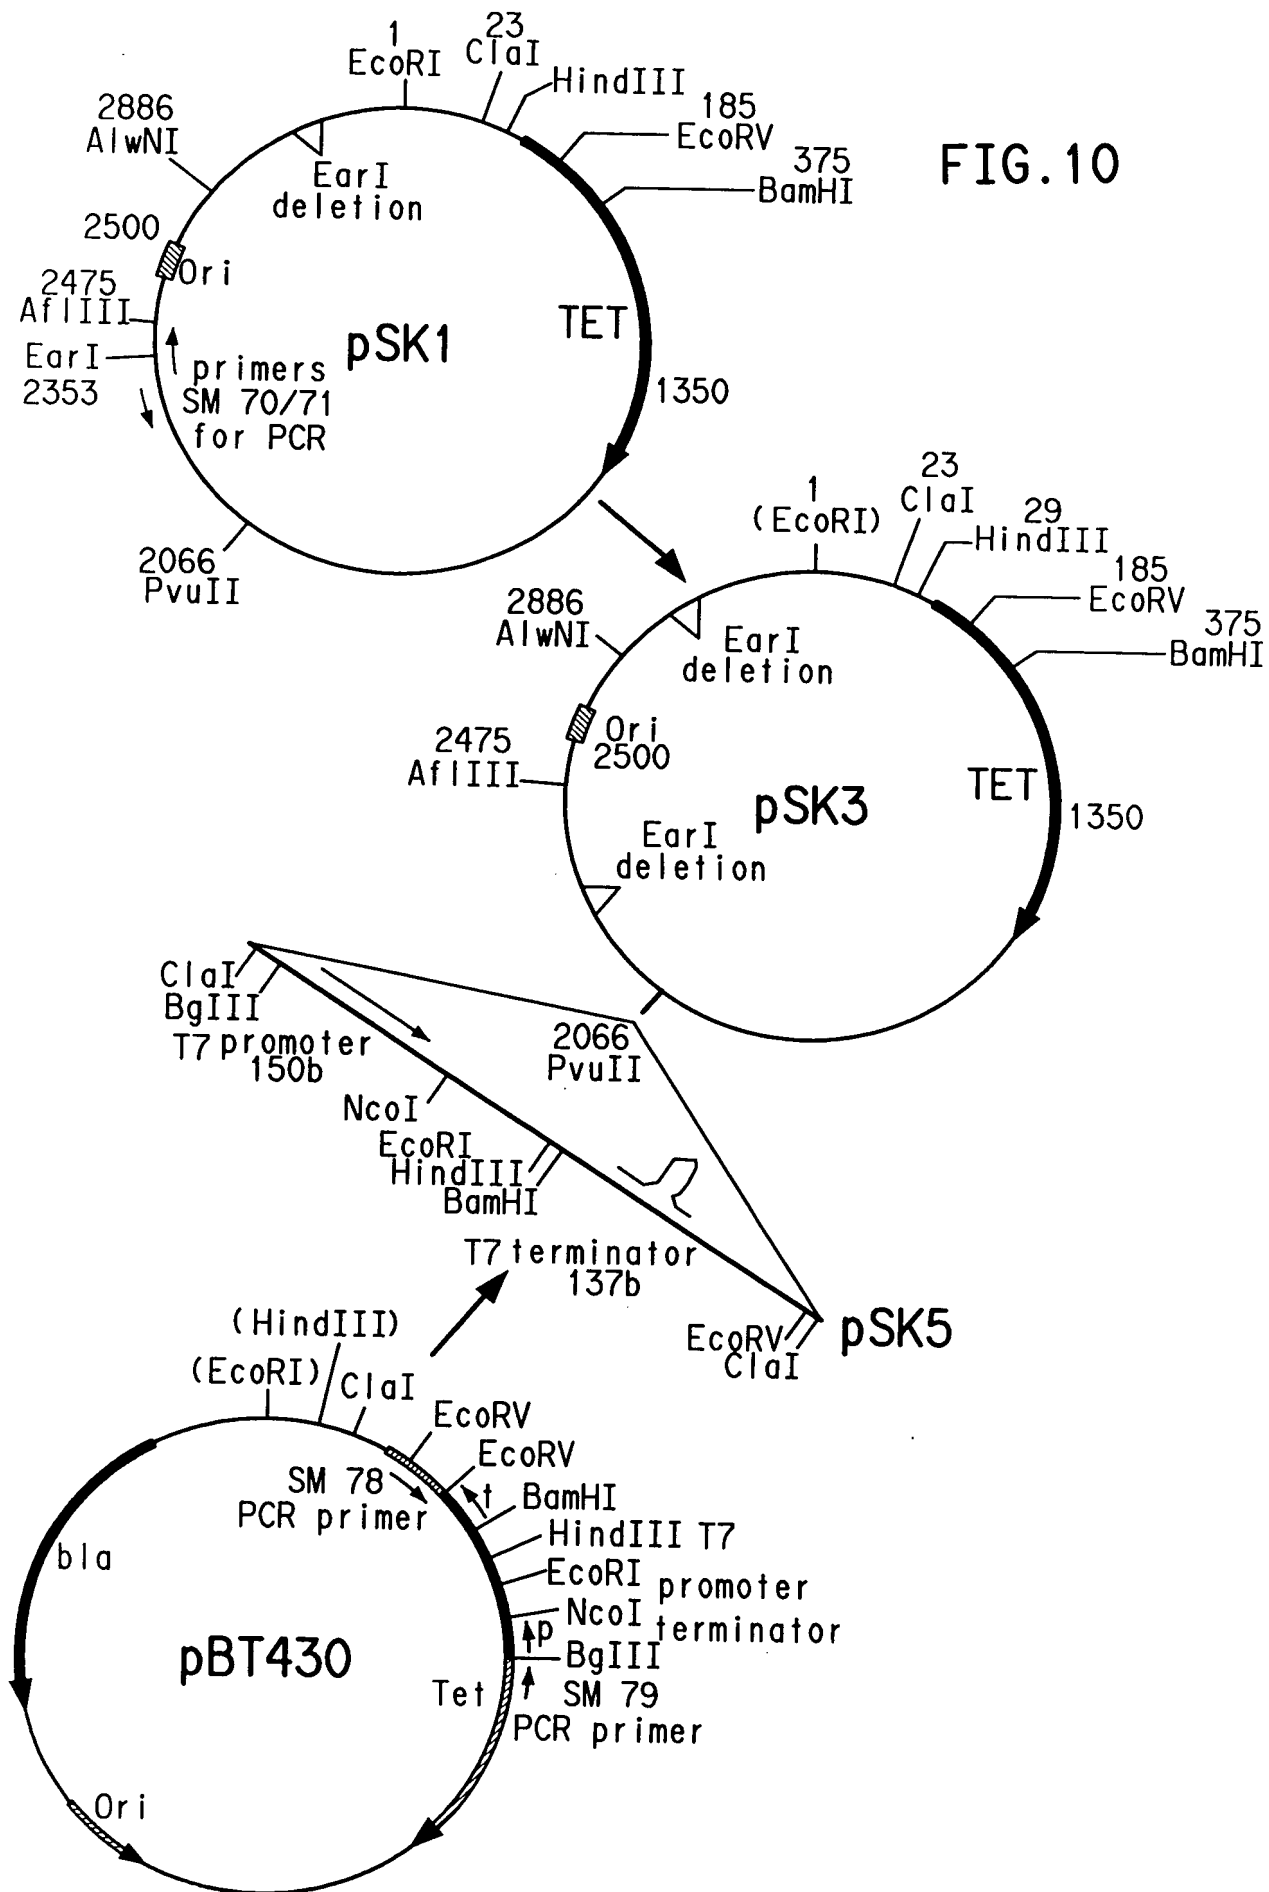 FIG.10
1
EcoRI
23
ClaI
HindIII
185
EcoRV
375
BamHI
2886
AlwNI
EarI
deletion
2500
Ori
2475
AflIII
EarI
2353
primers
SM 70/71
for PCR
pSK1
TET
1350
2066
PvuII
1
(EcoRI)
23
ClaI
29
HindIII
185
EcoRV
375
BamHI
2886
AlwNI
EarI
deletion
Ori
2500
2475
AflIII
pSK3
TET
1350
EarI
deletion
2066
PvuII
ClaI
BglII
T7 promoter
150b
NcoI
EcoRI
HindIII
BamHI
T7 terminator
137b
EcoRV
ClaI
pSK5
(HindIII)
(EcoRI)
ClaI
EcoRV
EcoRV
SM 78
PCR primer
t
BamHI
HindIII T7
EcoRI promoter
NcoI terminator
p
BglII
SM 79
PCR primer
bla
pBT430
Tet
Ori